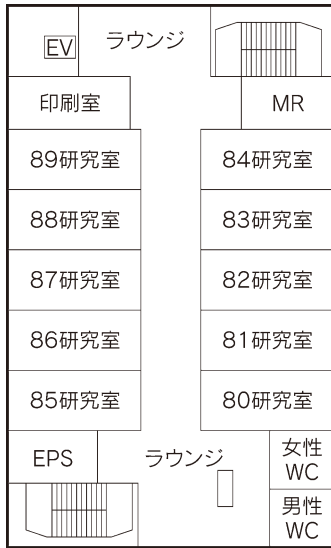 EV
ラウンジ
印刷室
MR
89研究室
84研究室
88研究室
83研究室
87研究室
82研究室
86研究室
81研究室
85研究室
80研究室
EPS
ラウンジ
女性
WC
男性
WC